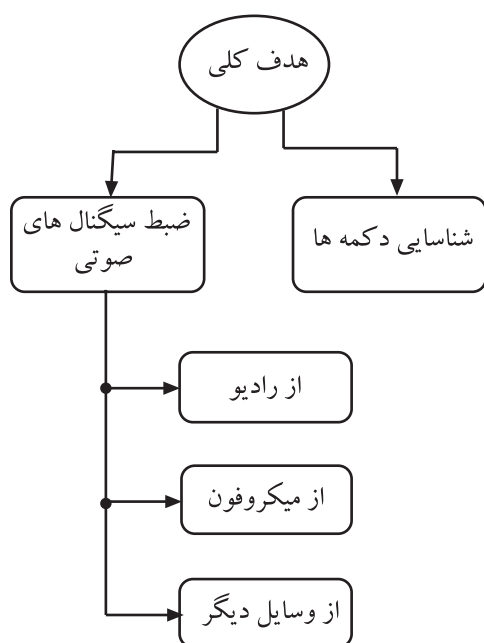 هدف کلی
شناسایی دکمه ها
ضبط سیگنال های
صوتی
از رادیو
از میکروفون
از وسایل دیگر